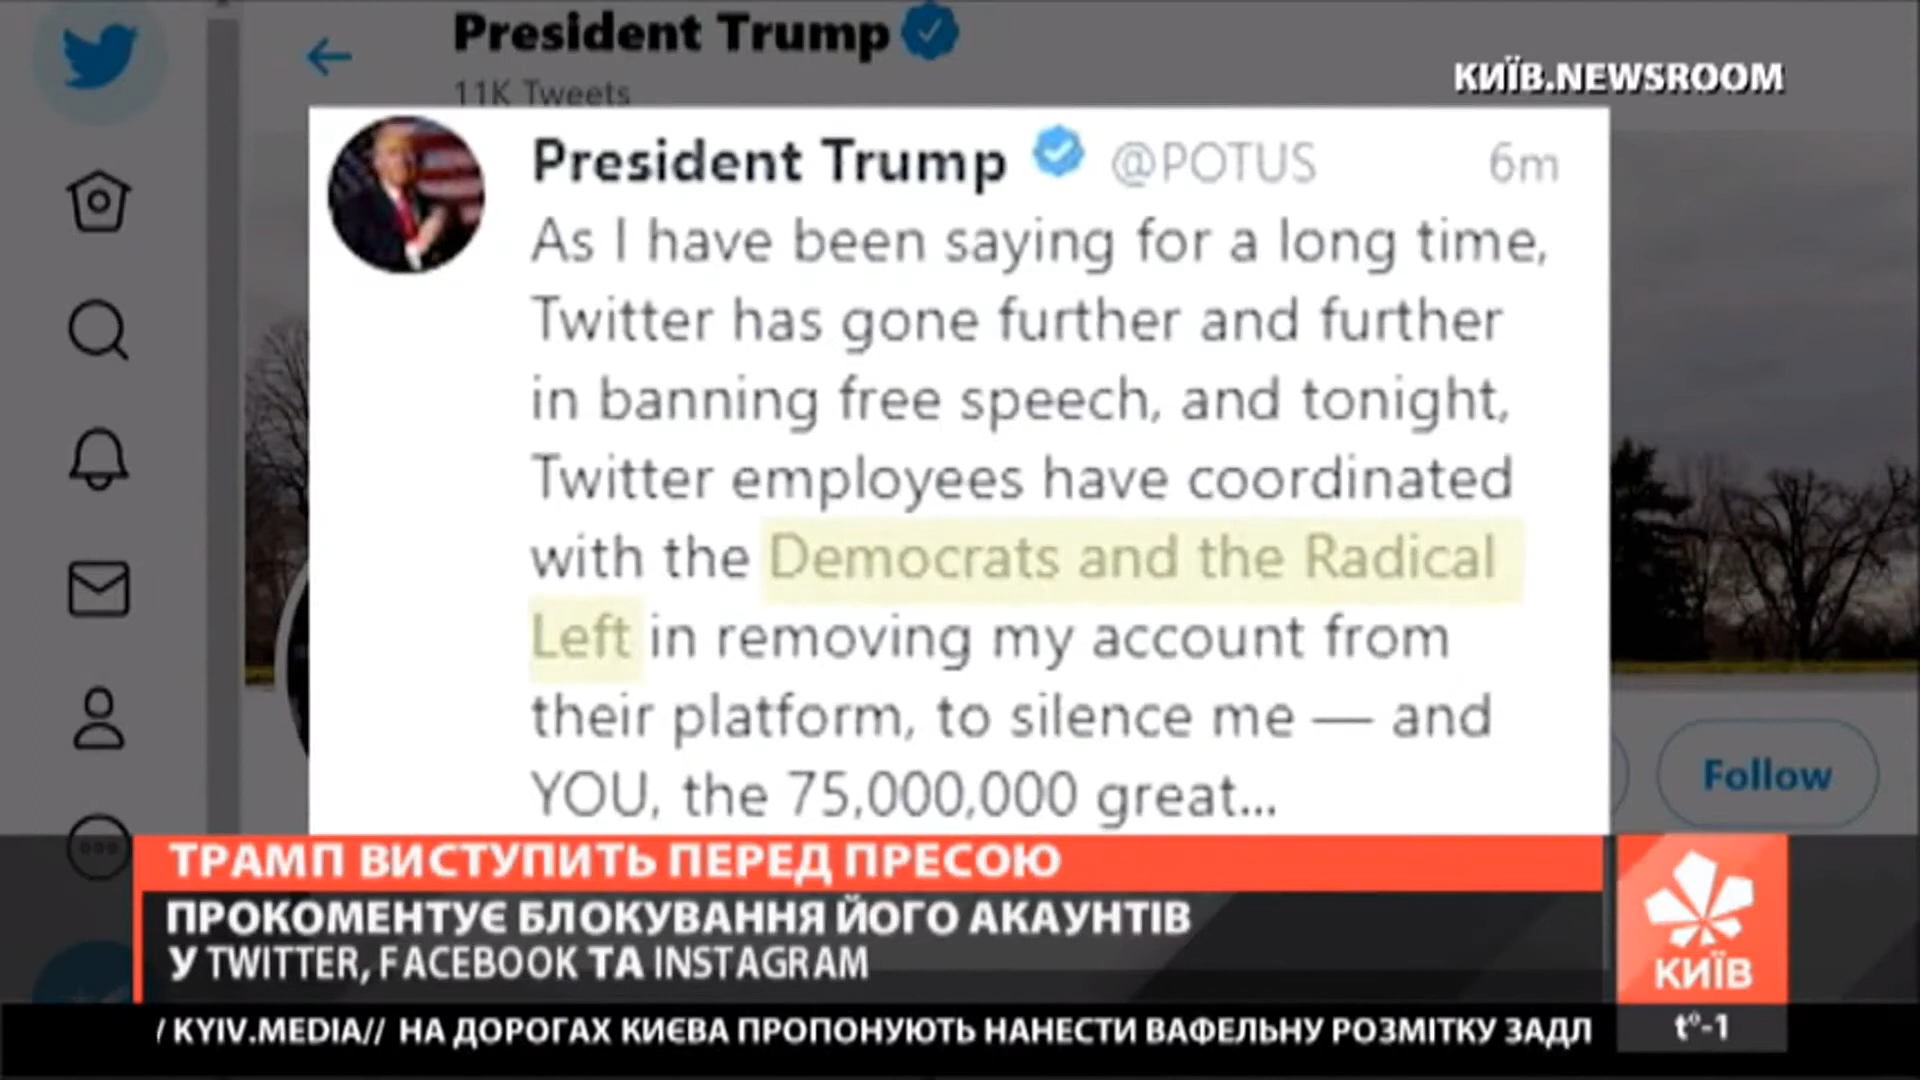 President Trump
11K Tweets
КИЇВ.NEWSROOM
President Trump @POTUS 6m
As I have been saying for a long time,
Twitter has gone further and further
in banning free speech, and tonight,
Twitter employees have coordinated
with the Democrats and the Radical
Left in removing my account from
their platform, to silence me — and
YOU, the 75,000,000 great...
Follow
ТРАМП ВИСТУПИТЬ ПЕРЕД ПРЕСОЮ
ПРОКОМЕНТУЄ БЛОКУВАННЯ ЙОГО АКАУНТІВ
У TWITTER, FACEBOOK ТА INSTAGRAM
КИЇВ
/ KYIV.MEDIA// НА ДОРОГАХ КИЄВА ПРОПОНУЮТЬ НАНЕСТИ ВАФЕЛЬНУ РОЗМІТКУ ЗАДЛ
t°-1